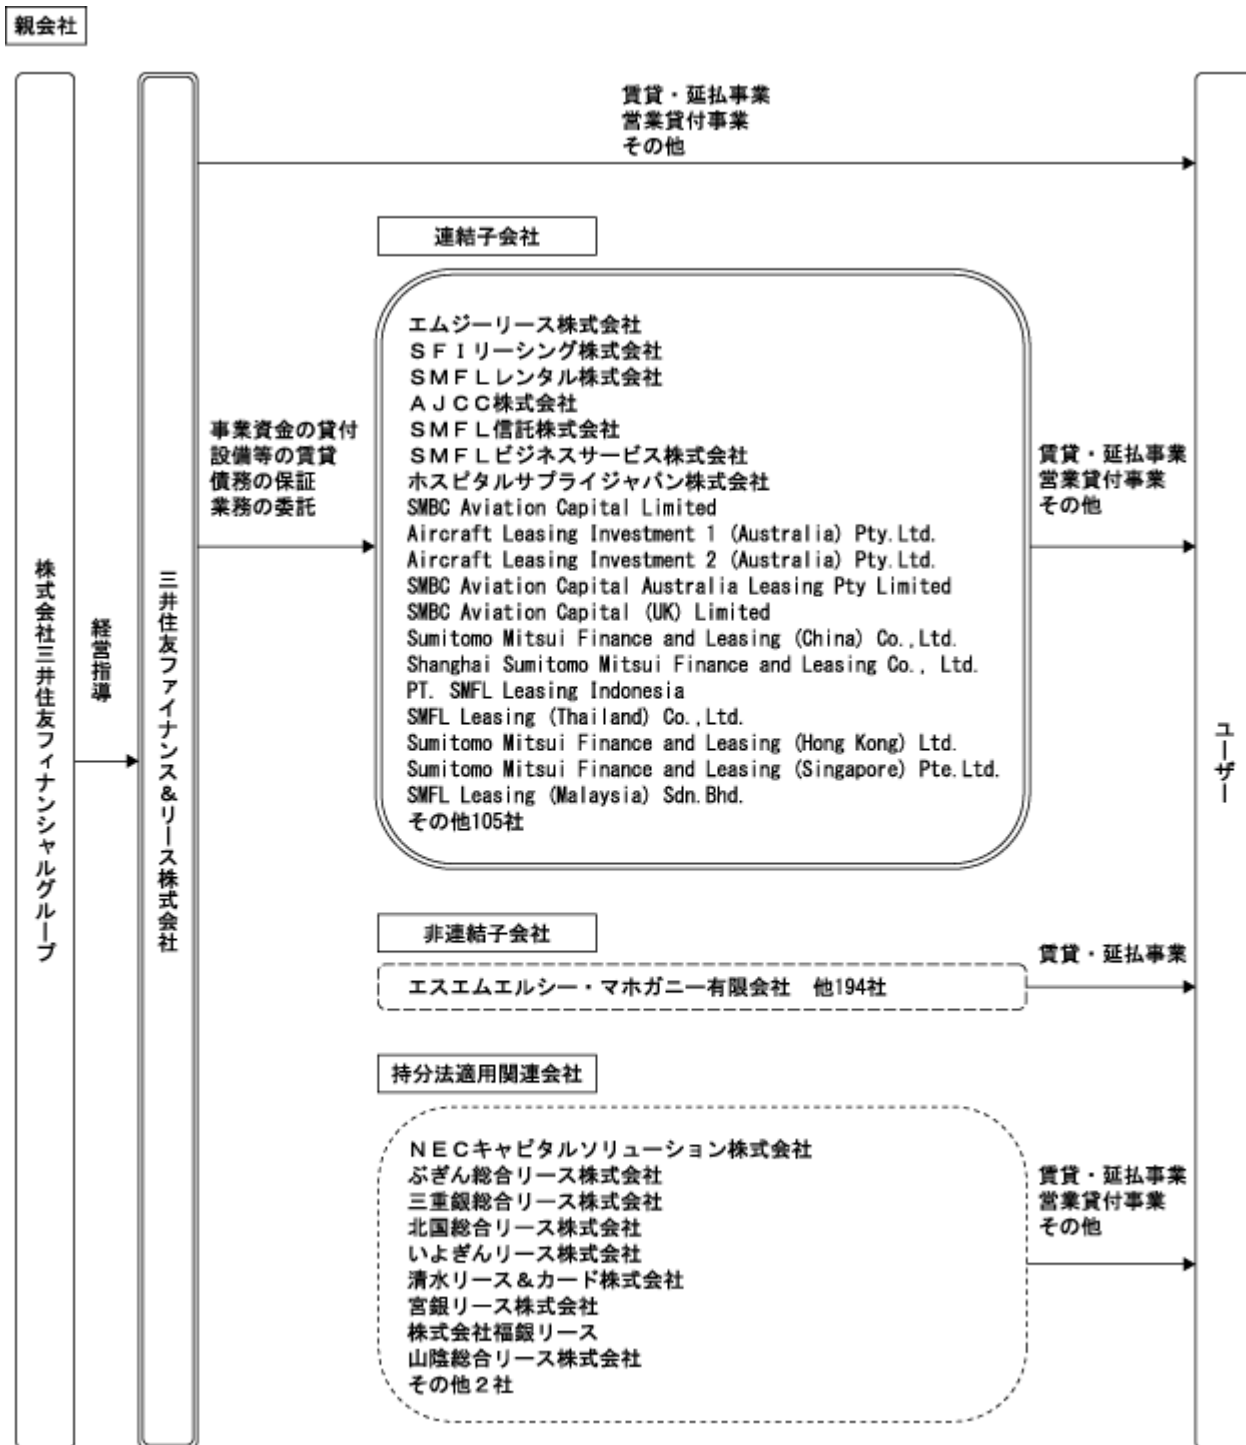 親会社
株式会社三井住友フィナンシャルグループ
経営指導
三井住友ファイナンス&リース株式会社
賃貸・延払事業
営業貸付事業
その他
連結子会社
事業資金の貸付
設備等の賃貸
債務の保証
業務の委託
エムジーリース株式会社
ＳＦＩリーシング株式会社
ＳＭＦＬレンタル株式会社
ＡＪＣＣ株式会社
ＳＭＦＬ信託株式会社
ＳＭＦＬビジネスサービス株式会社
ホスピタルサプライジャパン株式会社
SMBC Aviation Capital Limited
Aircraft Leasing Investment 1 (Australia) Pty.Ltd.
Aircraft Leasing Investment 2 (Australia) Pty.Ltd.
SMBC Aviation Capital Australia Leasing Pty Limited
SMBC Aviation Capital (UK) Limited
Sumitomo Mitsui Finance and Leasing (China) Co.,Ltd.
Shanghai Sumitomo Mitsui Finance and Leasing Co., Ltd.
PT. SMFL Leasing Indonesia
SMFL Leasing (Thailand) Co.,Ltd.
Sumitomo Mitsui Finance and Leasing (Hong Kong) Ltd.
Sumitomo Mitsui Finance and Leasing (Singapore) Pte.Ltd.
SMFL Leasing (Malaysia) Sdn.Bhd.
その他105社
賃貸・延払事業
営業貸付事業
その他
非連結子会社
エスエムエルシー・マホガニー有限会社　他194社
賃貸・延払事業
持分法適用関連会社
ＮＥＣキャピタルソリューション株式会社
ぶぎん総合リース株式会社
三重銀総合リース株式会社
北国総合リース株式会社
いよぎんリース株式会社
清水リース＆カード株式会社
宮銀リース株式会社
株式会社福銀リース
山陰総合リース株式会社
その他２社
賃貸・延払事業
営業貸付事業
その他
ユーザー